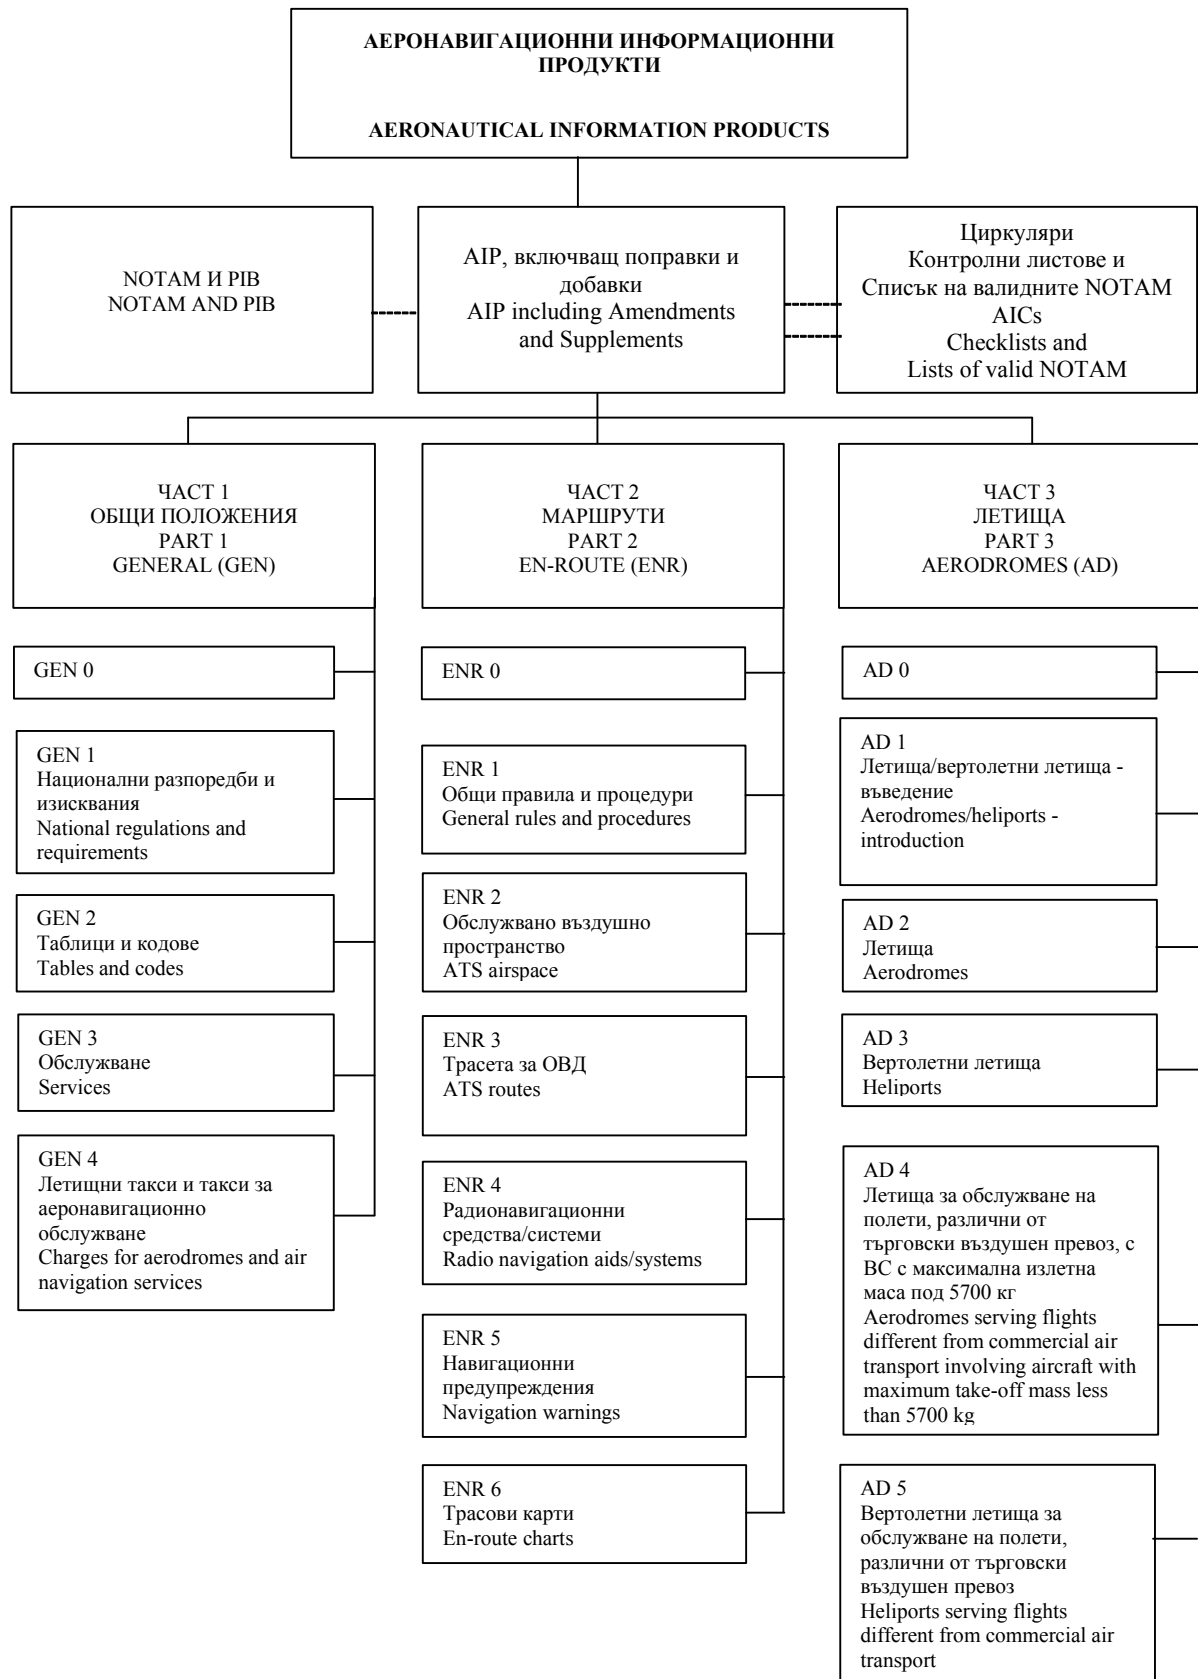 АЕРОНАВИГАЦИОННИ ИНФОРМАЦИОННИ
ПРОДУКТИ
AERONAUTICAL INFORMATION PRODUCTS
NOTAM И PIB
NOTAM AND PIB
AIP, включващ поправки и
добавки
AIP including Amendments
and Supplements
Циркуляри
Контролни листове и
Списък на валидните NOTAM
AICs
Checklists and
Lists of valid NOTAM
ЧАСТ 1
ОБЩИ ПОЛОЖЕНИЯ
PART 1
GENERAL (GEN)
ЧАСТ 2
МАРШРУТИ
PART 2
EN-ROUTE (ENR)
ЧАСТ 3
ЛЕТИЩА
PART 3
AERODROMES (AD)
GEN 0
GEN 1
Национални разпоредби и
изисквания
National regulations and
requirements
GEN 2
Таблици и кодове
Tables and codes
GEN 3
Обслужване
Services
GEN 4
Летищни такси и такси за
аеронавигационно
обслужване
Charges for aerodromes and air
navigation services
ENR 0
ENR 1
Общи правила и процедури
General rules and procedures
ENR 2
Обслужвано въздушно
пространство
ATS airspace
ENR 3
Трасета за ОВД
ATS routes
ENR 4
Радионавигационни
средства/системи
Radio navigation aids/systems
ENR 5
Навигационни
предупреждения
Navigation warnings
ENR 6
Трасови карти
En-route charts
AD 0
AD 1
Летища/вертолетни летища -
въведение
Aerodromes/heliports -
introduction
AD 2
Летища
Aerodromes
AD 3
Вертолетни летища
Heliports
AD 4
Летища за обслужване на
полети, различни от
търговски въздушен превоз, с
ВС с максимална излетна
маса под 5700 кг
Aerodromes serving flights
different from commercial air
transport involving aircraft with
maximum take-off mass less
than 5700 kg
AD 5
Вертолетни летища за
обслужване на полети,
различни от търговски
въздушен превоз
Heliports serving flights
different from commercial air
transport